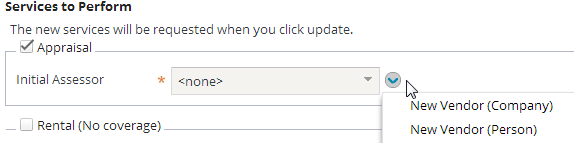 Services to Perform
The new services will be requested when you click update.
Appraisal
Initial Assessor * <none>
New Vendor (Company)
New Vendor (Person)
Rental (No coverage)